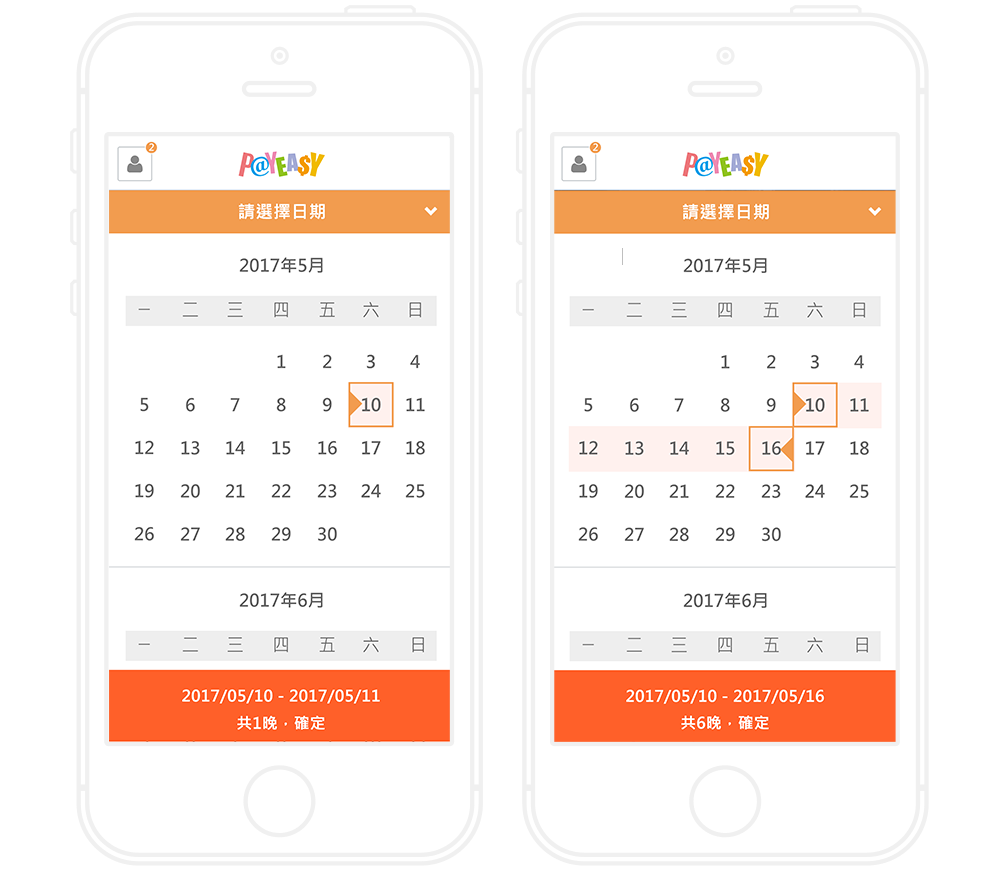 2
P@YEA$Y
請選擇日期
2017年5月
一 二 三 四 五 六 日
1 2 3 4
5 6 7 8 9 10 11
12 13 14 15 16 17 18
19 20 21 22 23 24 25
26 27 28 29 30
2017年6月
一 二 三 四 五 六 日
2017/05/10 - 2017/05/11
共1晚，確定
2
P@YEA$Y
請選擇日期
2017年5月
一 二 三 四 五 六 日
1 2 3 4
5 6 7 8 9 10 11
12 13 14 15 16 17 18
19 20 21 22 23 24 25
26 27 28 29 30
2017年6月
一 二 三 四 五 六 日
2017/05/10 - 2017/05/16
共6晚，確定